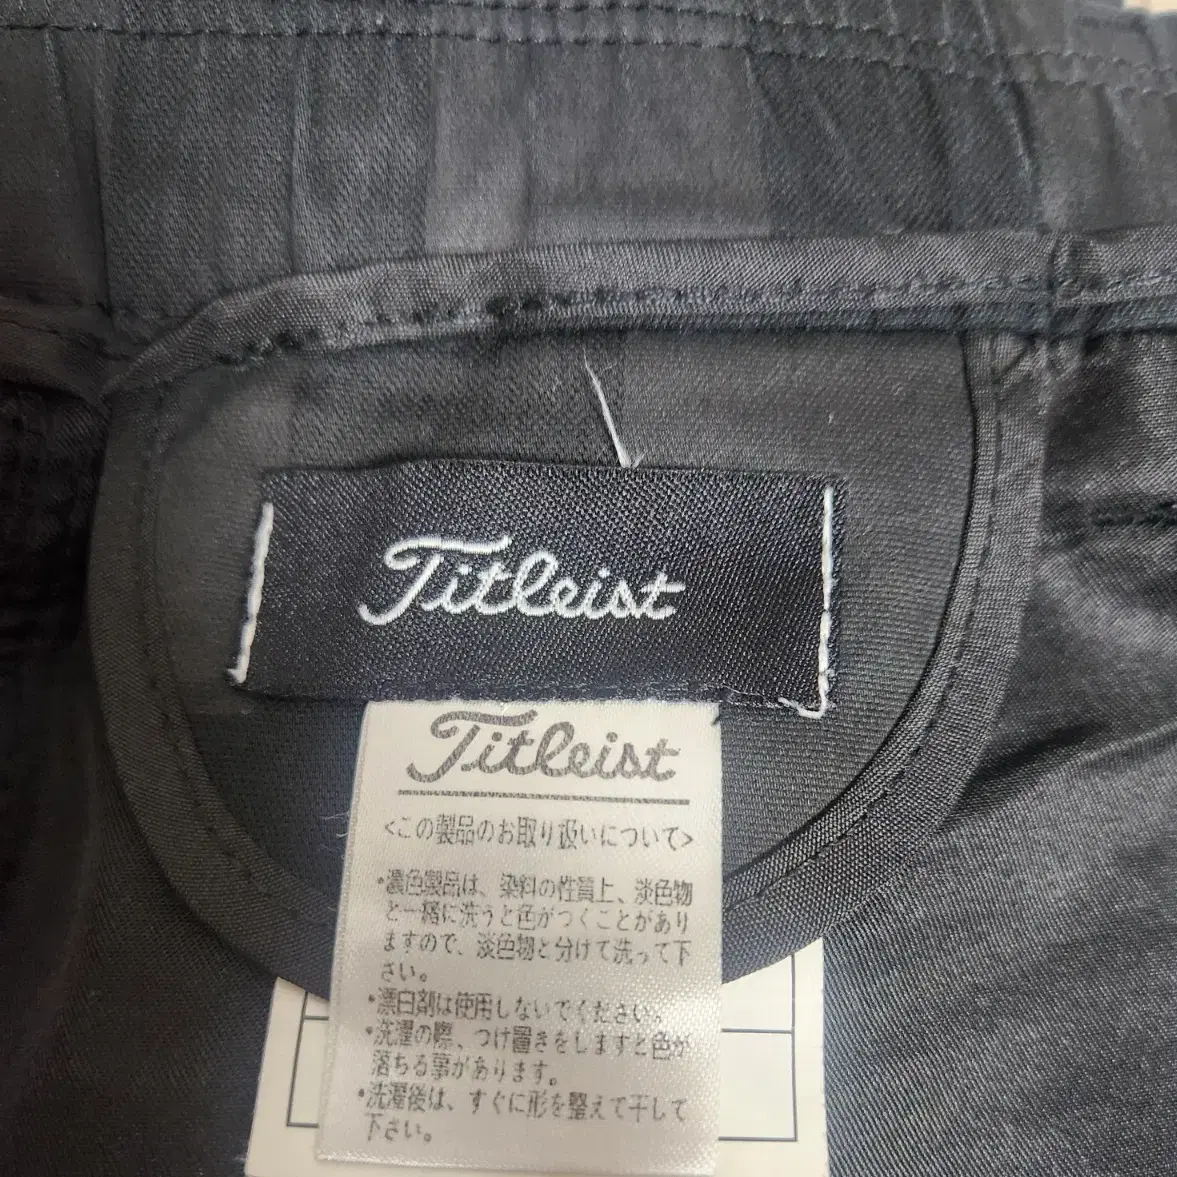 Titleist
Titleist
<この製品のお取り扱いについて>
・濃色製品は、染料の性質上、淡色物
と一緒に洗うと色がつくことがあり
ますので、淡色物と分けて洗って下
さい。
・漂白剤は使用しないでください。
・洗濯の際、つけ置きをしますと色が
落ちる事があります。
・洗濯後は、すぐに形を整えて干して
下さい。